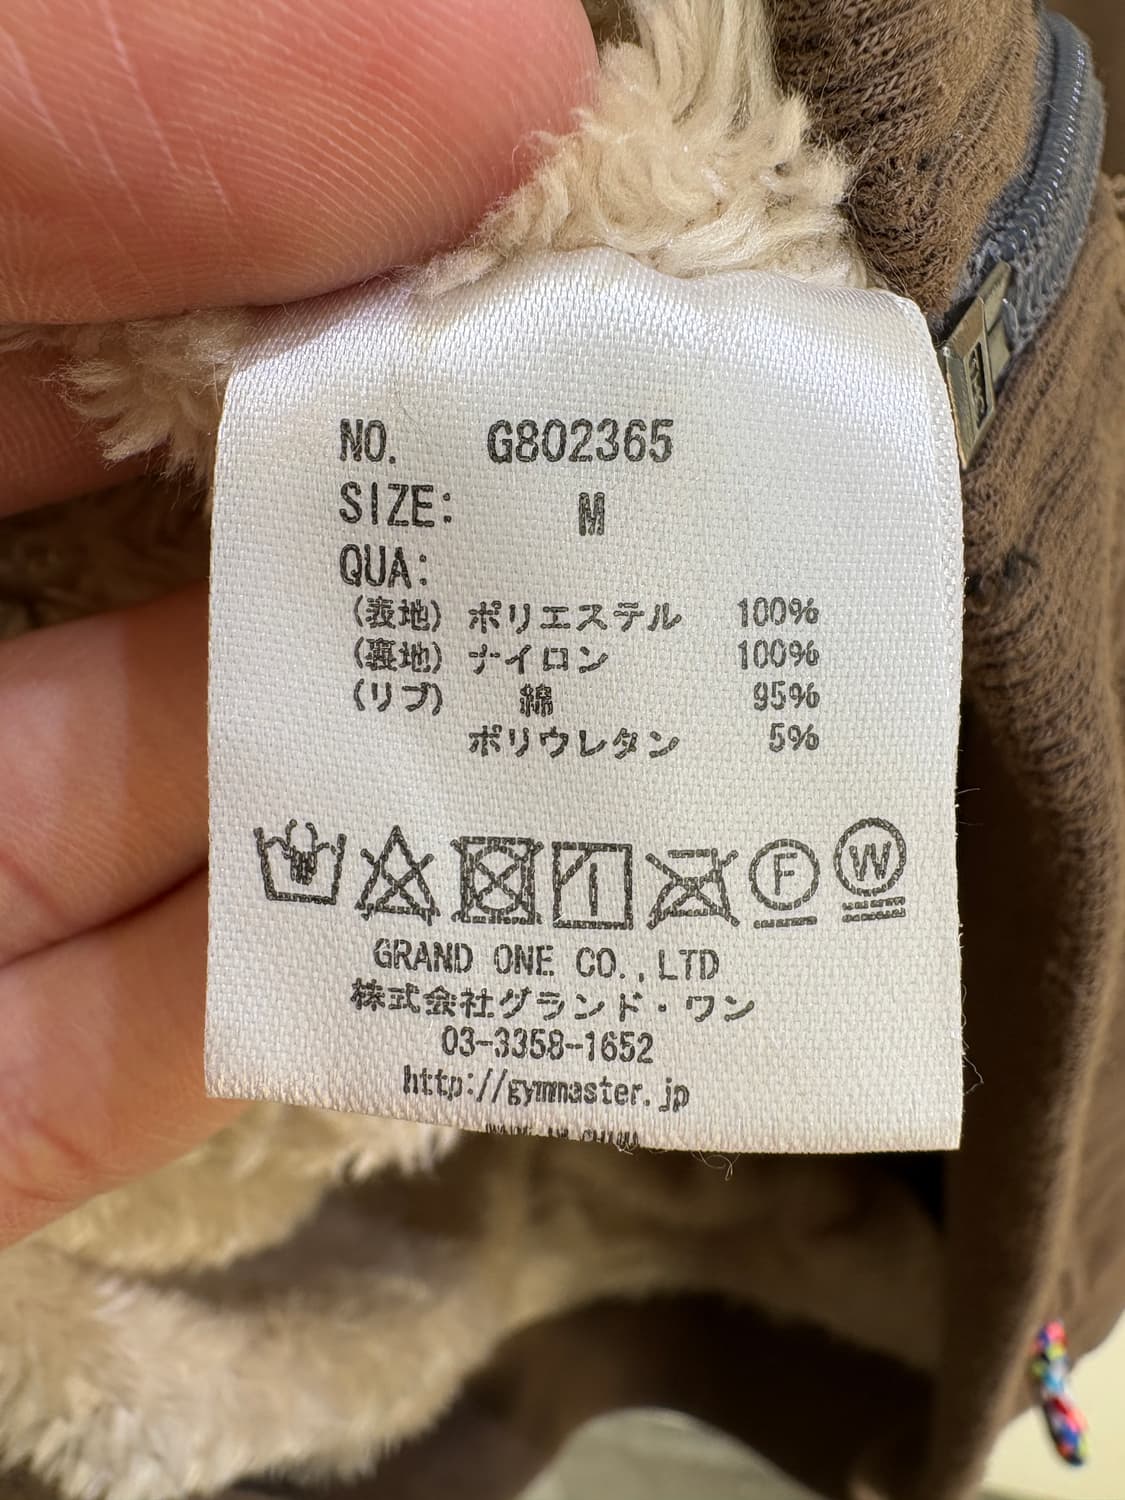 NO. G802365
SIZE: M
QUA:
(表地) ポリエステル 100%
(裏地) ナイロン 100%
(リブ) 綿 95%
ポリウレタン 5%
F W
GRAND ONE CO.,LTD
株式会社グランド・ワン
03-3358-1652
http://gymmaster.jp